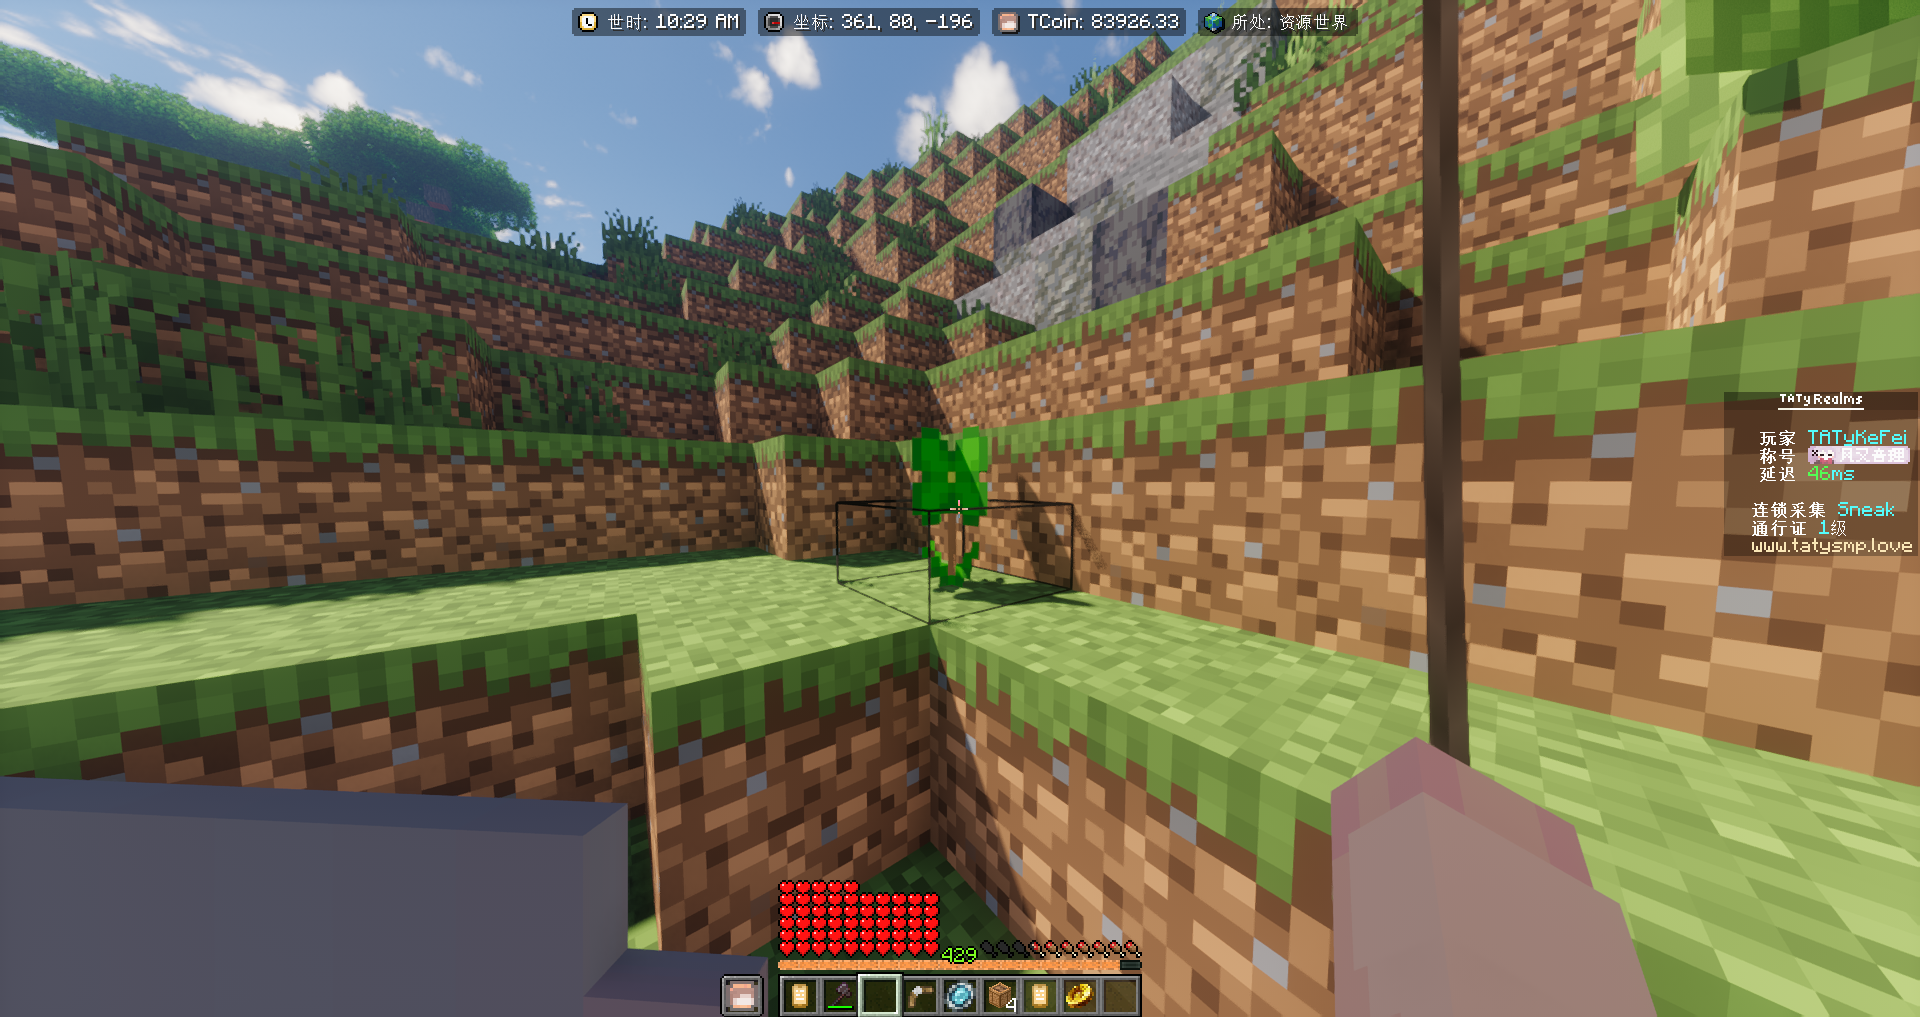 世时: 10:29 AM
坐标: 361, 80, -196
TCoin: 83926.33
所处: 资源世界
TATy Realms
玩家 TATyKeFei
称号
延迟 46ms
连锁采集 Sneak
通行证 1级
www.tatysmp.love
429
4